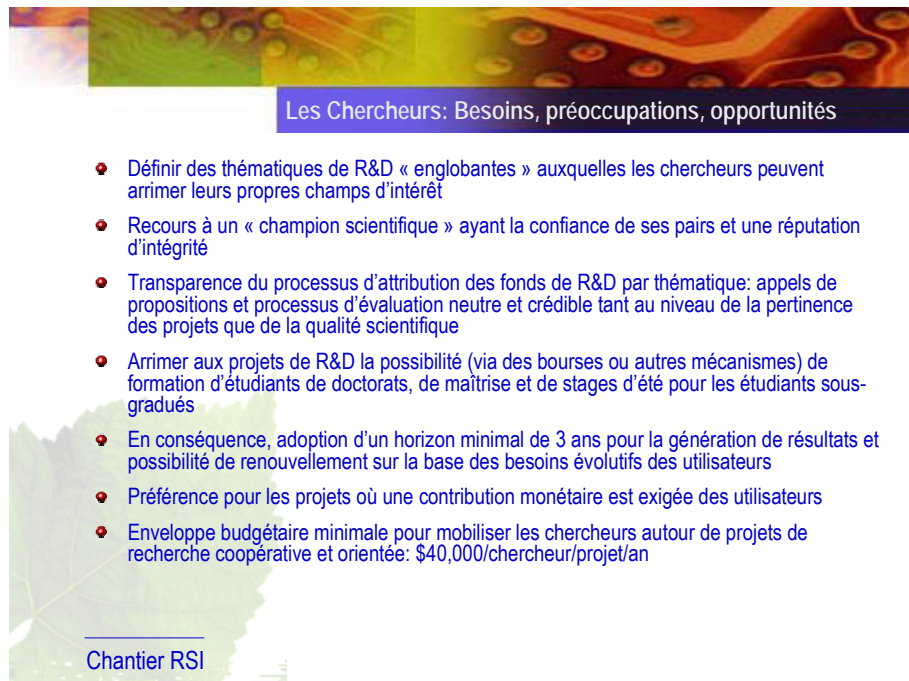 Les Chercheurs: Besoins, préoccupations, opportunités
Définir des thématiques de R&D « englobantes » auxquelles les chercheurs peuvent
arrimer leurs propres champs d'intérêt
Recours à un « champion scientifique » ayant la confiance de ses pairs et une réputation
d'intégrité
Transparence du processus d'attribution des fonds de R&D par thématique: appels de
propositions et processus d'évaluation neutre et crédible tant au niveau de la pertinence
des projets que de la qualité scientifique
Arrimer aux projets de R&D la possibilité (via des bourses ou autres mécanismes) de
formation d'étudiants de doctorats, de maîtrise et de stages d'été pour les étudiants sous-
gradués
En conséquence, adoption d'un horizon minimal de 3 ans pour la génération de résultats et
possibilité de renouvellement sur la base des besoins évolutifs des utilisateurs
Préférence pour les projets où une contribution monétaire est exigée des utilisateurs
Enveloppe budgétaire minimale pour mobiliser les chercheurs autour de projets de
recherche coopérative et orientée: $40,000/chercheur/projet/an
Chantier RSI